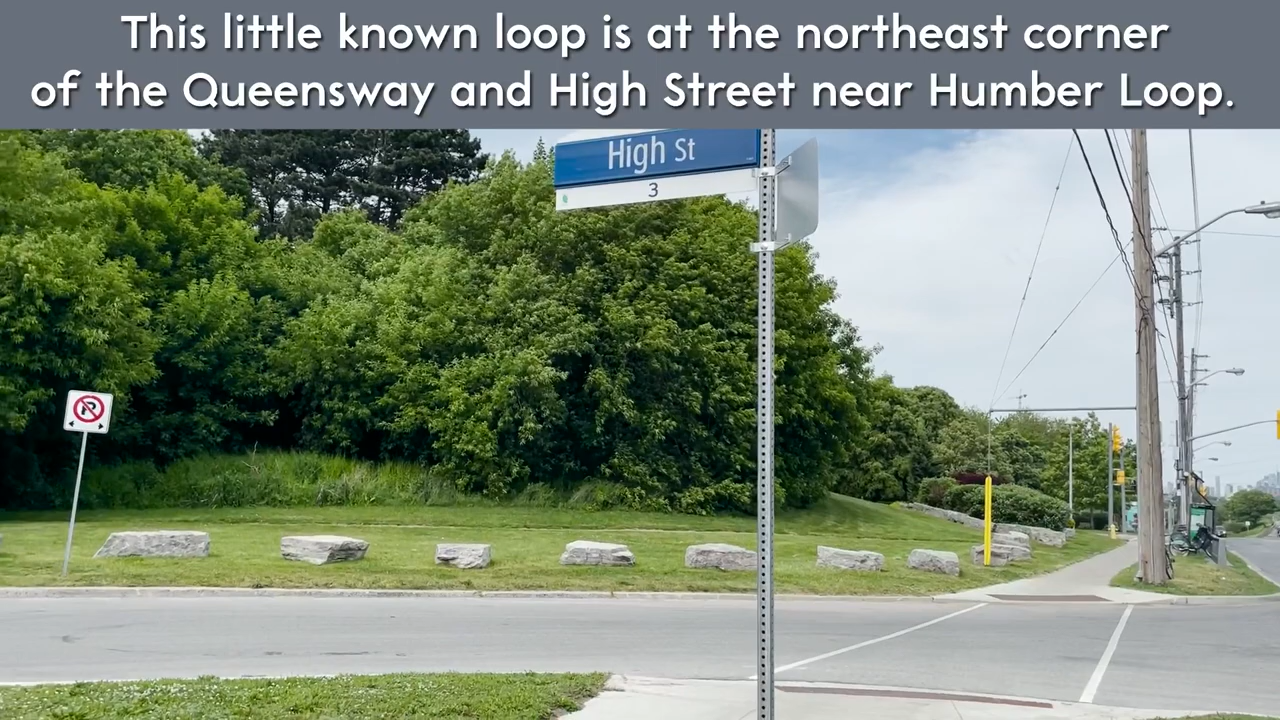 This little known loop is at the northeast corner
of the Queensway and High Street near Humber Loop.
High St
3
P